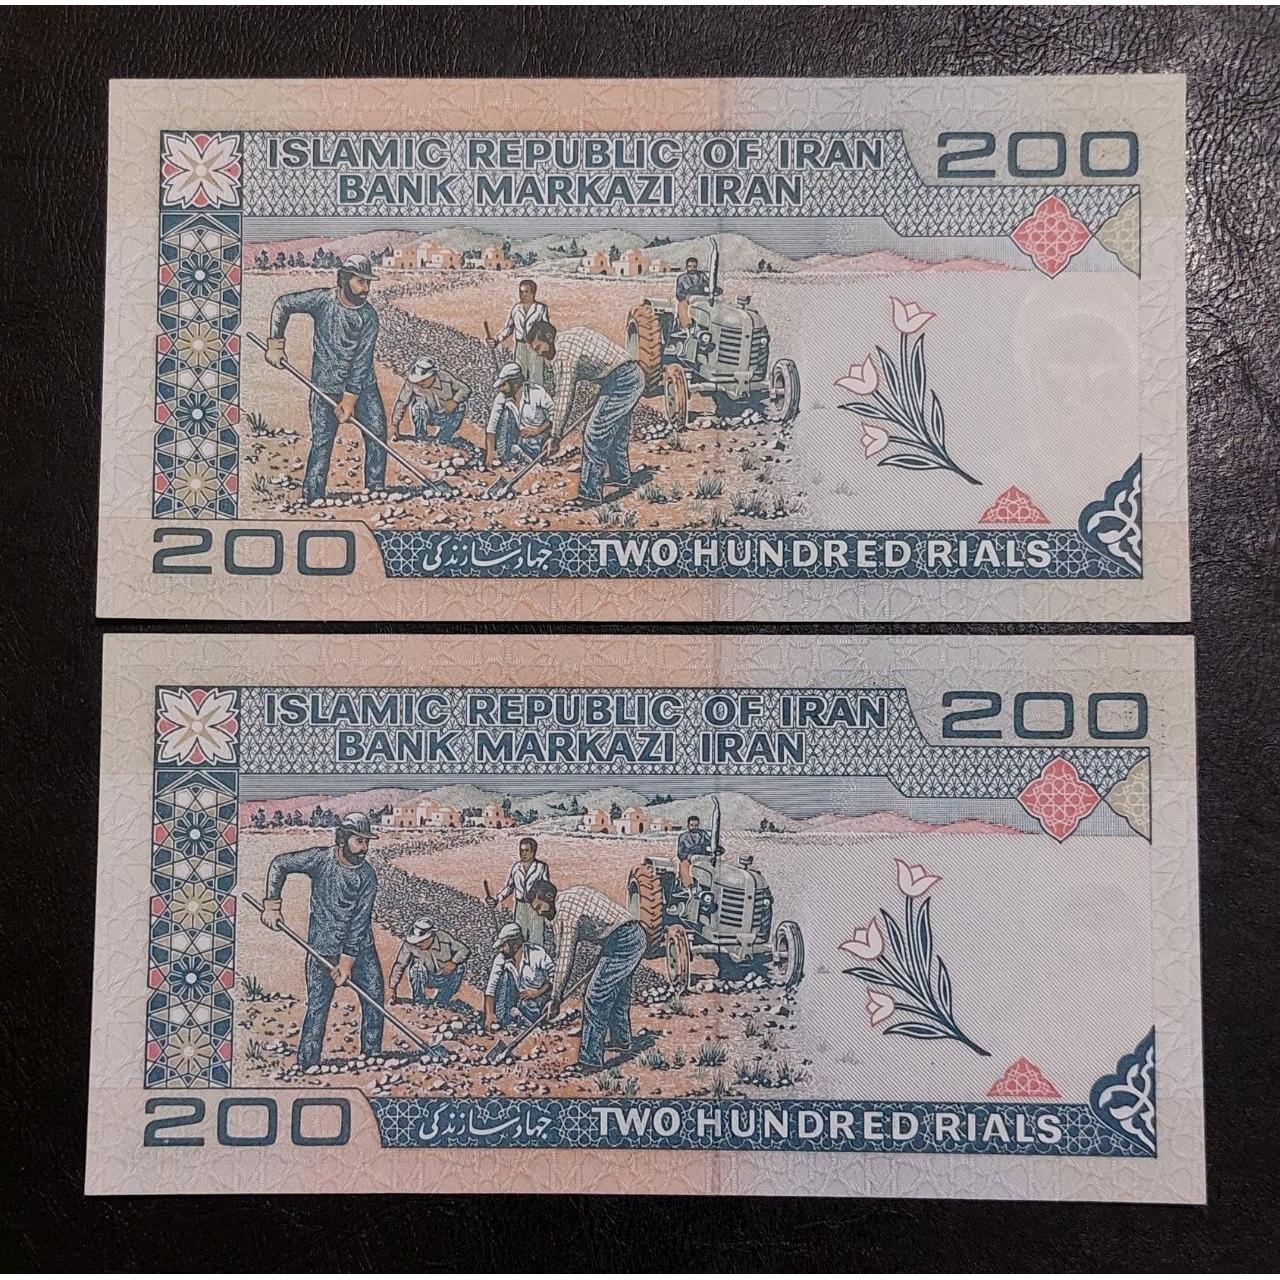 ISLAMIC REPUBLIC OF IRAN
BANK MARKAZI IRAN
200
200
جهاد سازندگی
TWO HUNDRED RIALS
ISLAMIC REPUBLIC OF IRAN
BANK MARKAZI IRAN
200
200
جهاد سازندگی
TWO HUNDRED RIALS